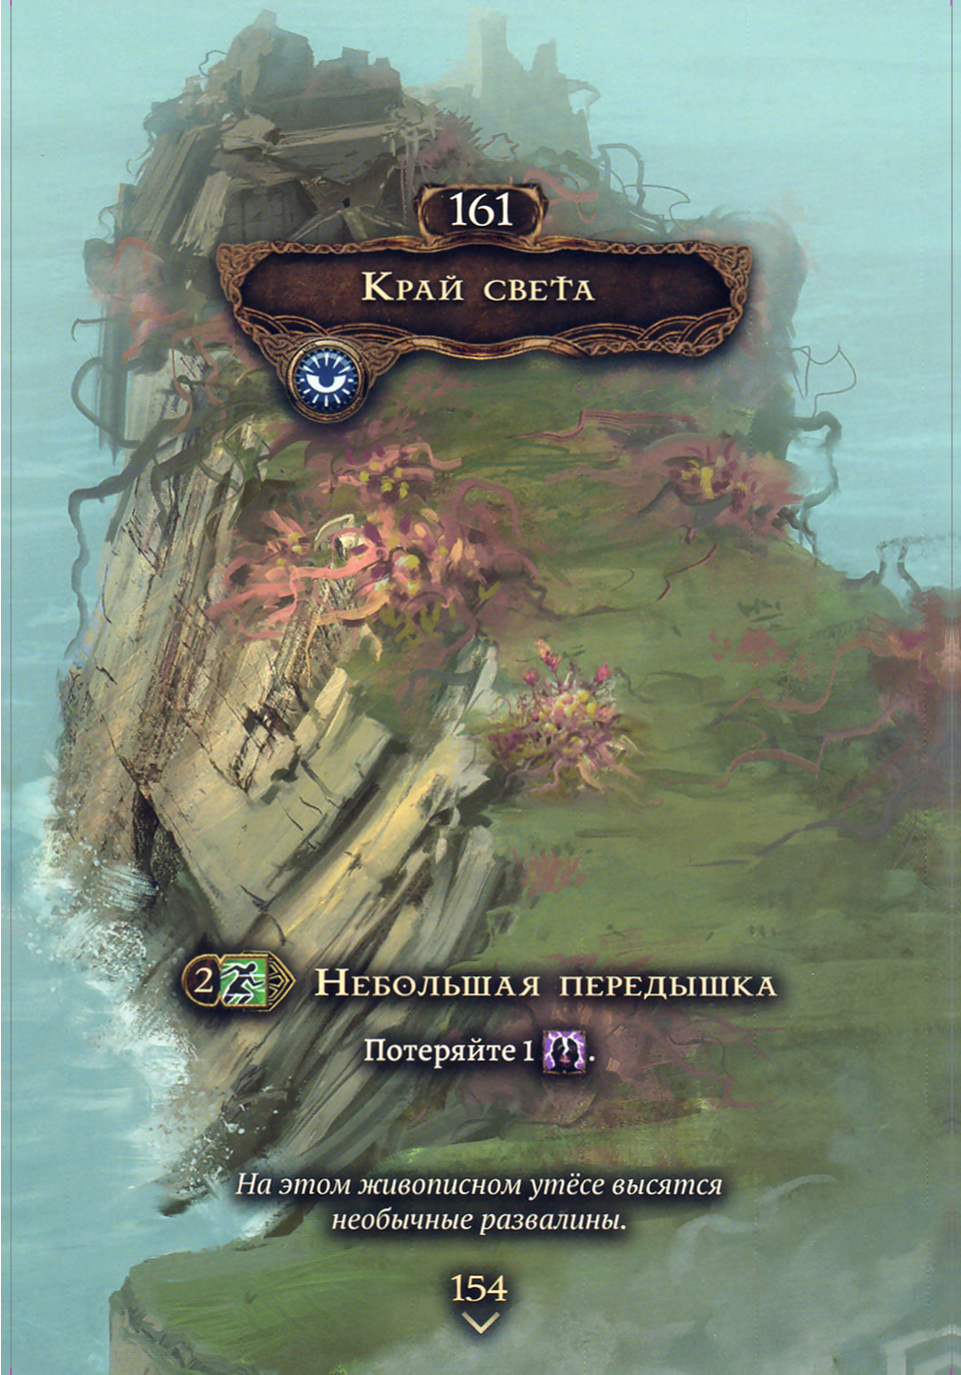 161
Край света
2 Небольшая передышка
Потеряйте 1 .
На этом живописном утёсе высятся
необычные развалины.
154